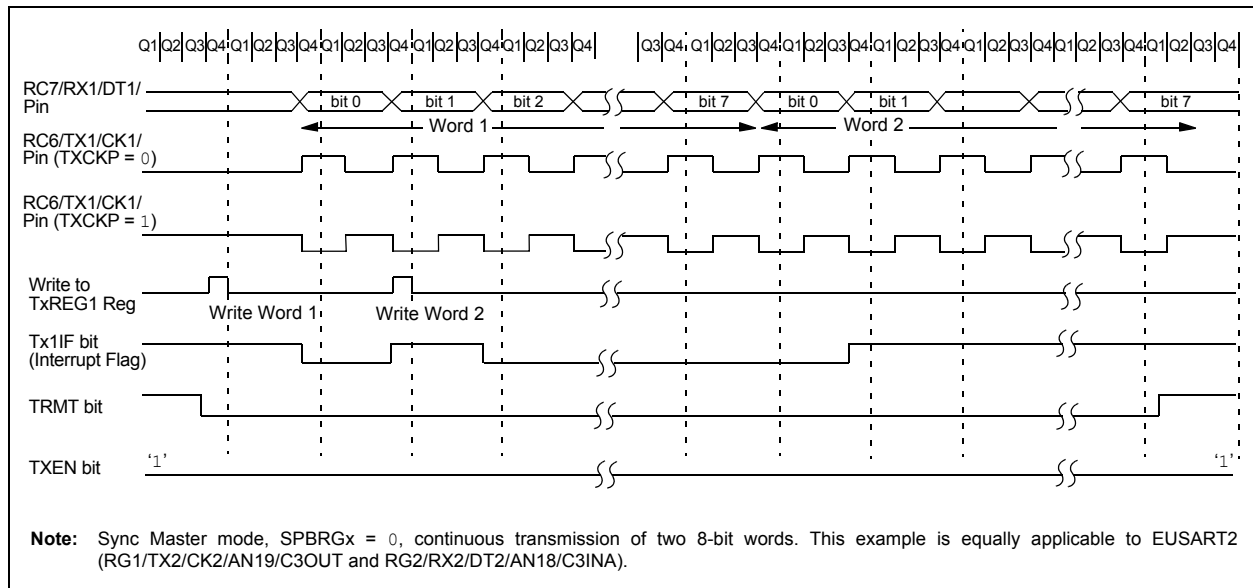 Q1 Q2 Q3 Q4 Q1 Q2 Q3 Q4 Q1 Q2 Q3 Q4 Q1 Q2 Q3 Q4 Q1 Q2 Q3 Q4 Q3 Q4 Q1 Q2 Q3 Q4 Q1 Q2 Q3 Q4 Q1 Q2 Q3 Q4 Q1 Q2 Q3 Q4 Q1 Q2 Q3 Q4 Q1 Q2 Q3 Q4
RC7/RX1/DT1/
Pin
bit 0 bit 1 bit 2 bit 7 bit 0 bit 1 bit 7
Word 1 Word 2
RC6/TX1/CK1/
Pin (TXCKP = 0)
RC6/TX1/CK1/
Pin (TXCKP = 1)
Write to
TxREG1 Reg
Write Word 1 Write Word 2
Tx1IF bit
(Interrupt Flag)
TRMT bit
TXEN bit
‘1’ ‘1’
Note: Sync Master mode, SPBRGx = 0, continuous transmission of two 8-bit words. This example is equally applicable to EUSART2
(RG1/TX2/CK2/AN19/C3OUT and RG2/RX2/DT2/AN18/C3INA).